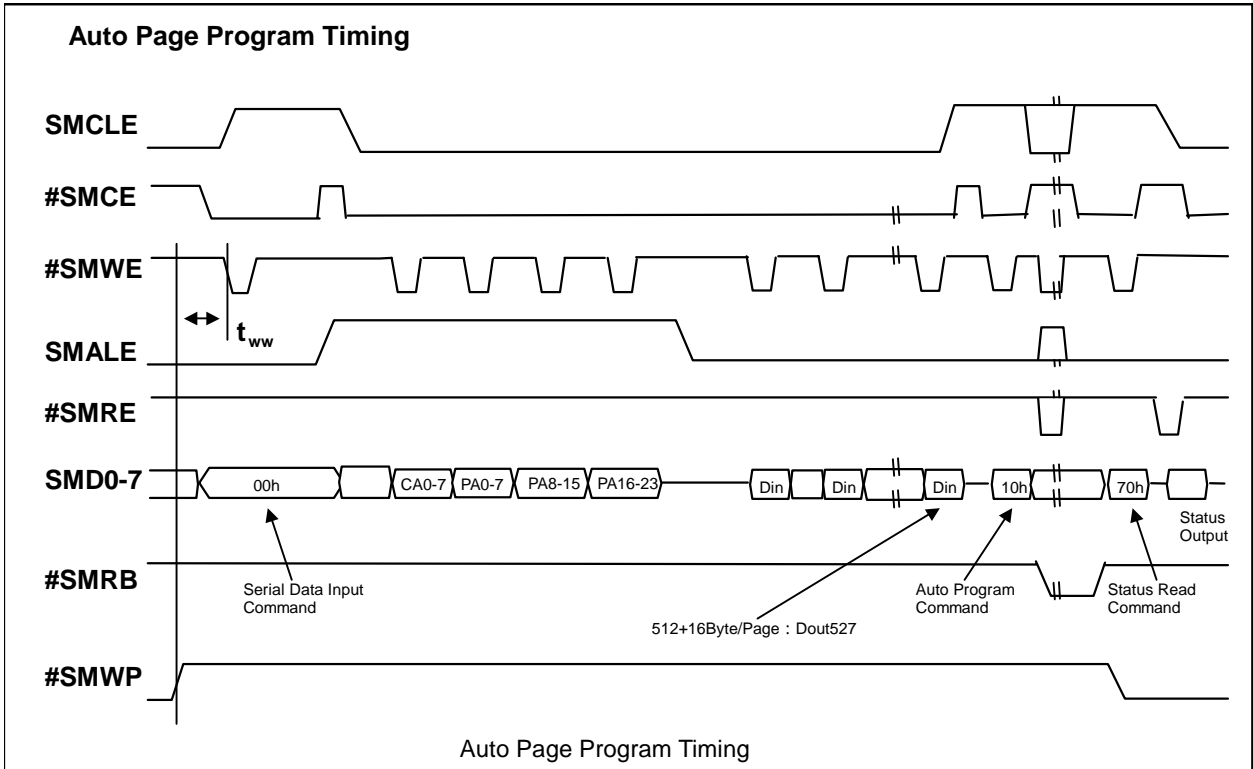 Auto Page Program Timing
SMCLE
#SMCE
#SMWE
tww
SMALE
#SMRE
SMD0-7
00h
CA0-7
PA0-7
PA8-15
PA16-23
Din
Din
Din
10h
70h
Status
Output
#SMRB
Serial Data Input
Command
Auto Program
Command
Status Read
Command
512+16Byte/Page : Dout527
#SMWP
Auto Page Program Timing